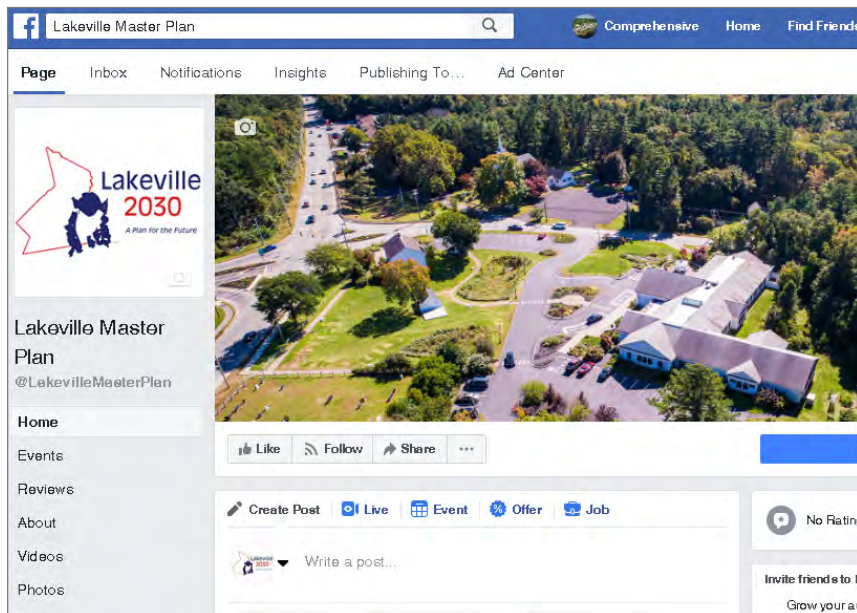 Lakeville Master Plan
Comprehensive Home Find Friends
Page Inbox Notifications Insights Publishing To... Ad Center
Lakeville
2030
A Plan for the Future
Lakeville Master
Plan
@LakevilleMasterPlan
Home
Events
Reviews
About
Videos
Photos
Like Follow Share ...
Create Post Live Event Offer Job
Lakeville
2030
Write a post...
No Ratin
Invite friends to
Grow your a